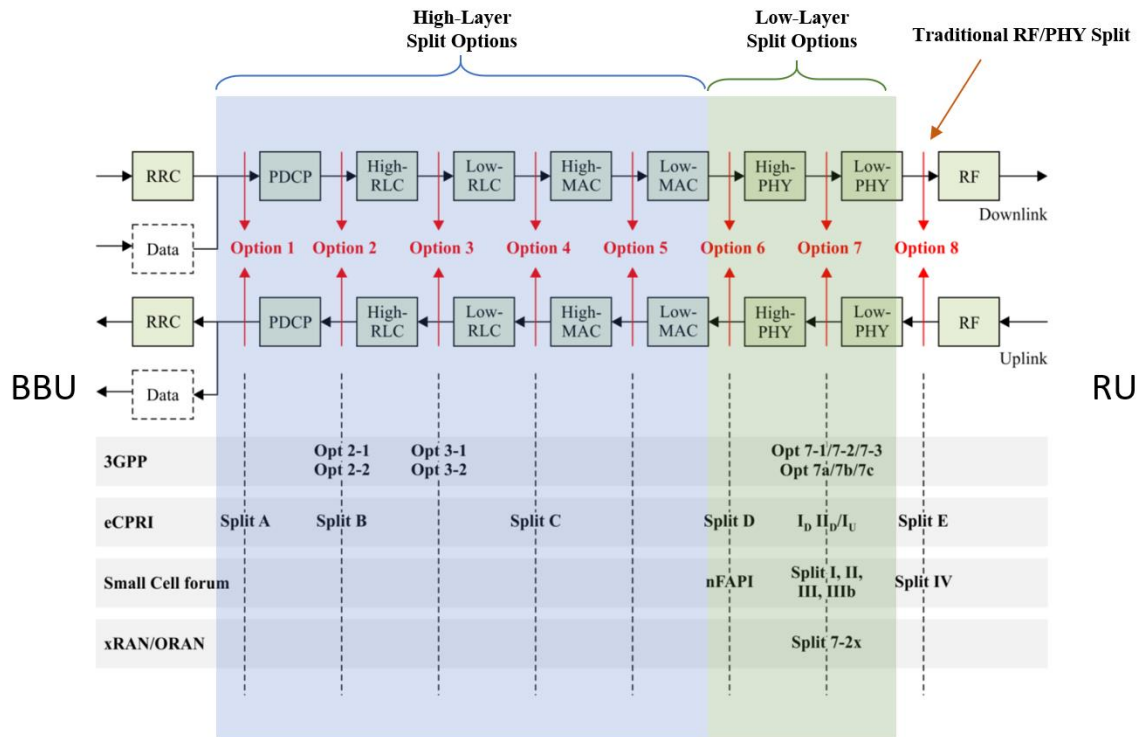 High-Layer
Split Options
Low-Layer
Split Options
Traditional RF/PHY Split
RRC
PDCP
High-
RLC
Low-
RLC
High-
MAC
Low-
MAC
High-
PHY
Low-
PHY
RF
Downlink
Data
Option 1
Option 2
Option 3
Option 4
Option 5
Option 6
Option 7
Option 8
RRC
PDCP
High-
RLC
Low-
RLC
High-
MAC
Low-
MAC
High-
PHY
Low-
PHY
RF
Uplink
BBU
Data
RU
3GPP
Opt 2-1
Opt 2-2
Opt 3-1
Opt 3-2
Opt 7-1/7-2/7-3
Opt 7a/7b/7c
eCPRI
Split A
Split B
Split C
Split D
I_D II_D/I_U
Split E
Small Cell forum
nFAPI
Split I, II,
III, IIIb
Split IV
xRAN/ORAN
Split 7-2x